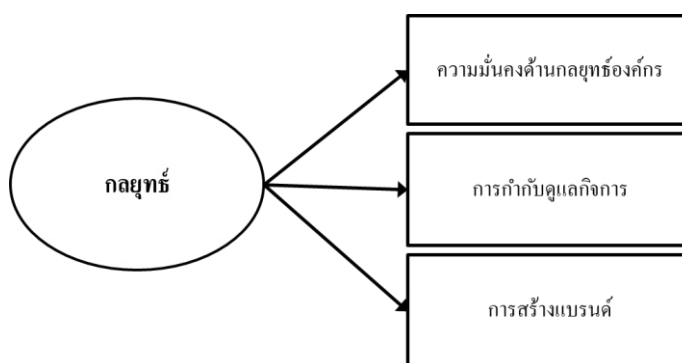 ความมั่นคงด้านกลยุทธ์องค์กร
กลยุทธ์
การกำกับดูแลกิจการ
การสร้างแบรนด์